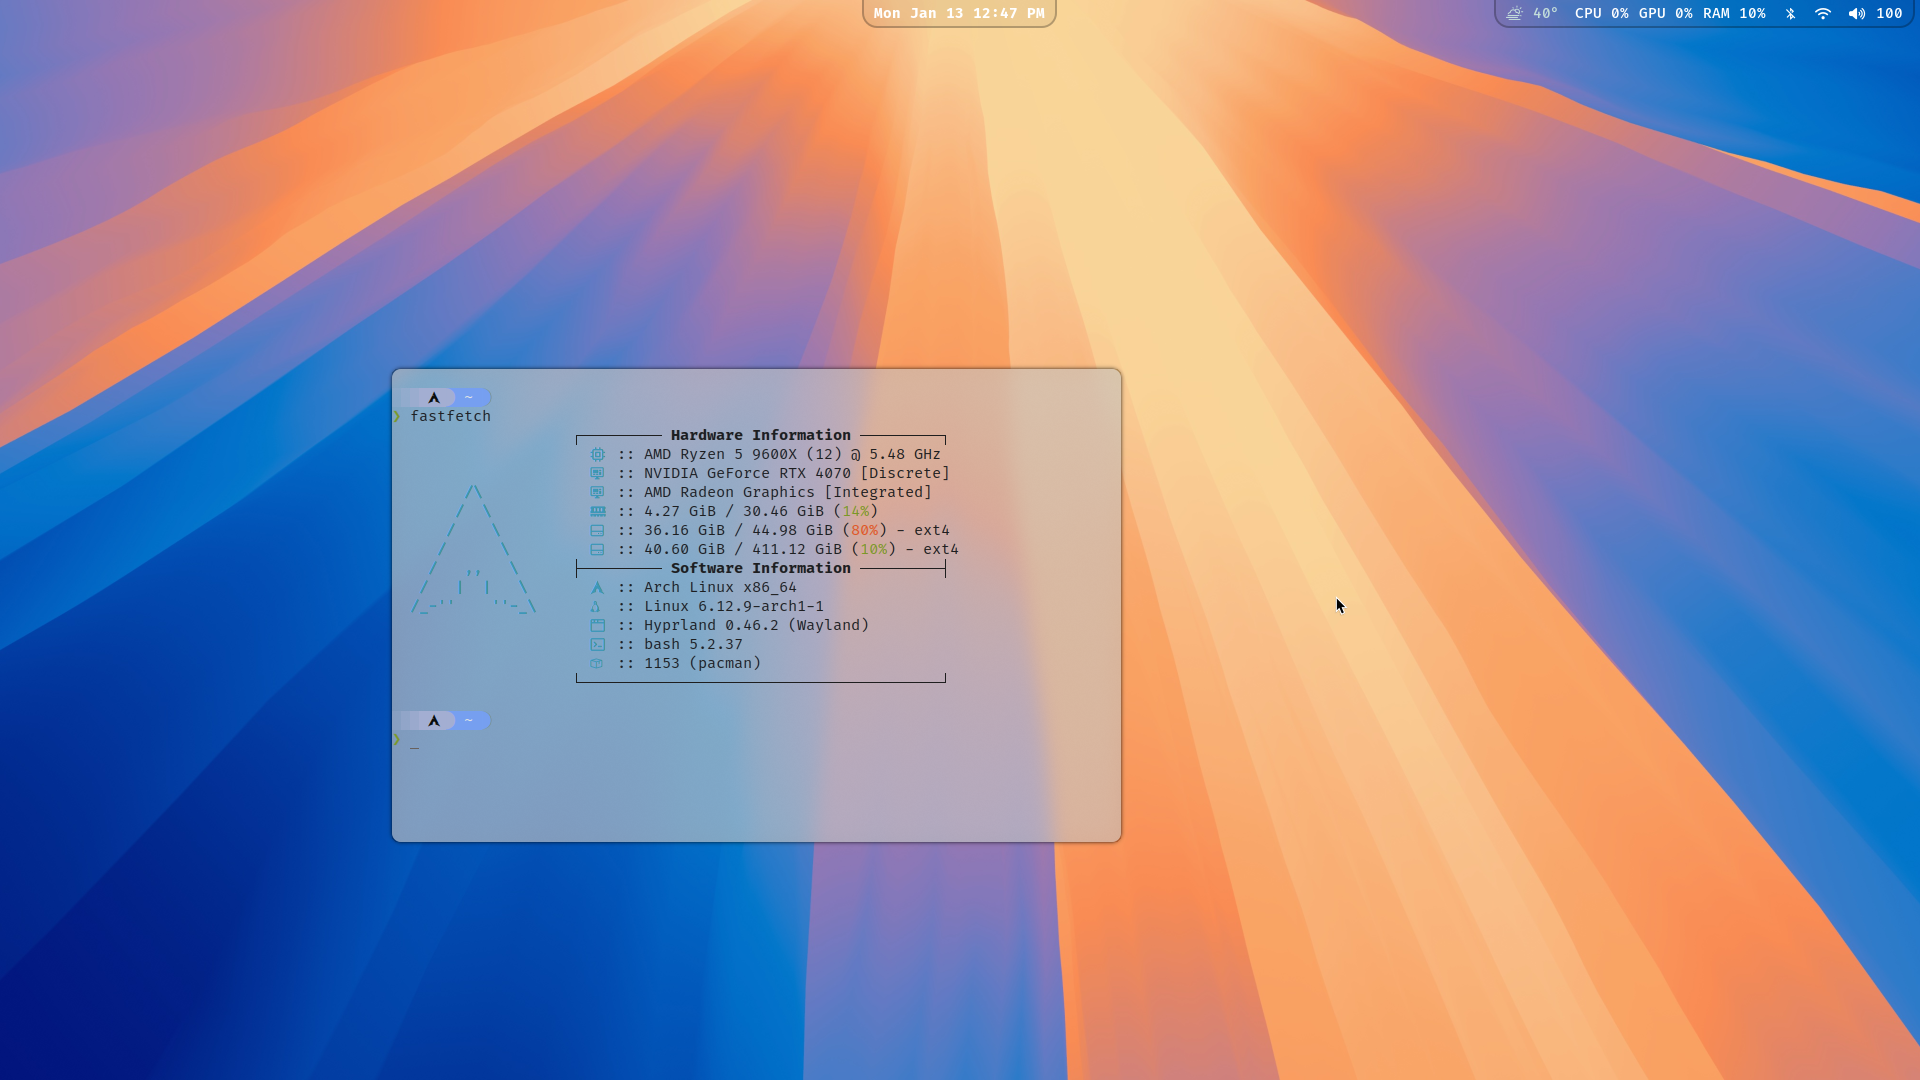 Mon Jan 13 12:47 PM
40° CPU 0% GPU 0% RAM 10% 100
~
❯ fastfetch
Hardware Information
:: AMD Ryzen 5 9600X (12) @ 5.48 GHz
:: NVIDIA GeForce RTX 4070 [Discrete]
:: AMD Radeon Graphics [Integrated]
:: 4.27 GiB / 30.46 GiB (14%)
:: 36.16 GiB / 44.98 GiB (80%) - ext4
:: 40.60 GiB / 411.12 GiB (10%) - ext4
Software Information
:: Arch Linux x86_64
:: Linux 6.12.9-arch1-1
:: Hyprland 0.46.2 (Wayland)
:: bash 5.2.37
:: 1153 (pacman)
~
❯ _